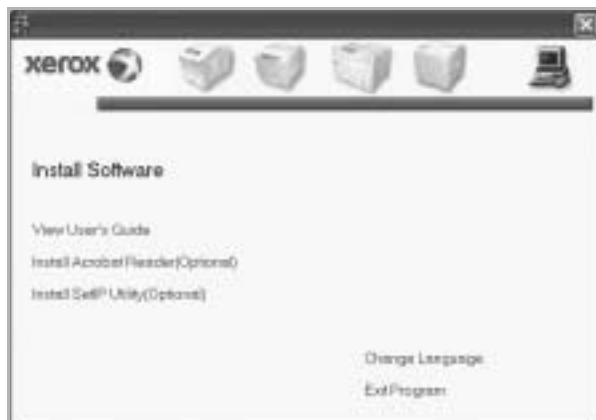 xerox
Install Software
View User's Guide
Install Acrobat Reader(Optional)
Install SetIP Utility(Optional)
Change Language
Exit Program